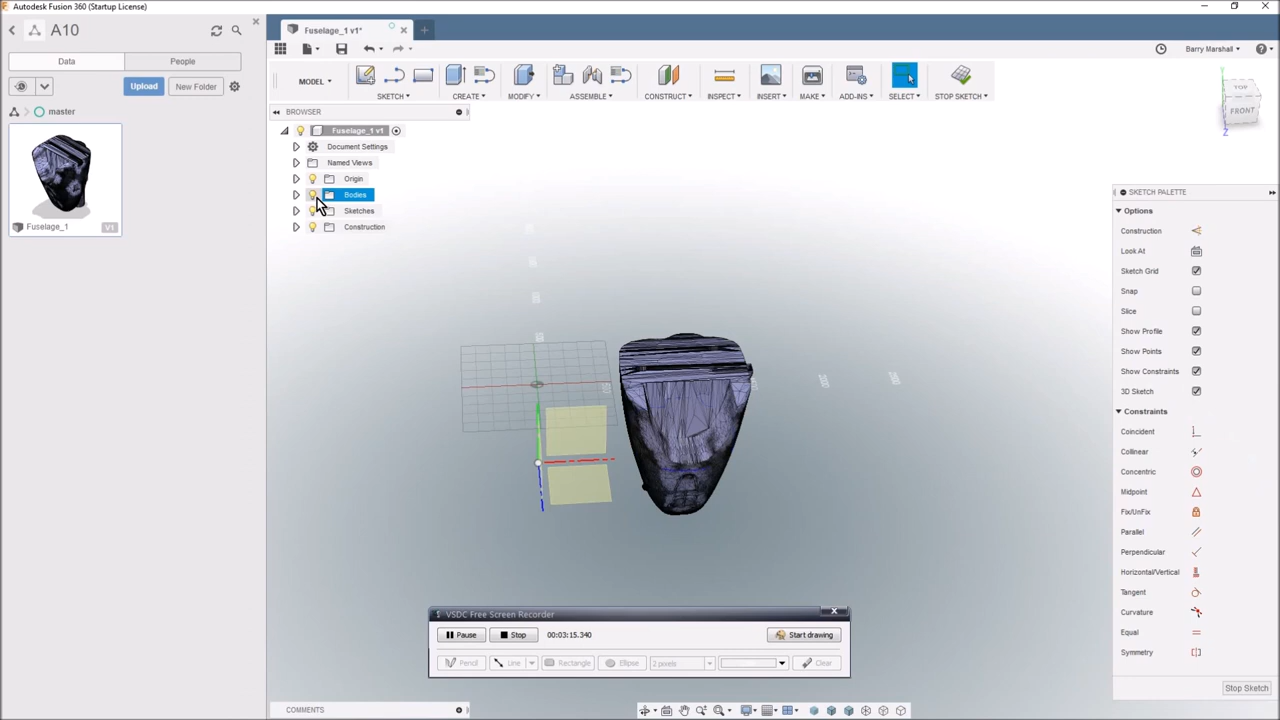 Autodesk Fusion 360 (Startup License)
A10
Data
People
Upload
New Folder
master
Fuselage_1
V1
Fuselage_1 v1*
Barry Marshall
MODEL
SKETCH
CREATE
MODIFY
ASSEMBLE
CONSTRUCT
INSPECT
INSERT
MAKE
ADD-INS
SELECT
STOP SKETCH
BROWSER
Fuselage_1 v1
Document Settings
Named Views
Origin
Bodies
Sketches
Construction
TOP
FRONT
Y
Z
SKETCH PALETTE
Options
Construction
Look At
Sketch Grid
Snap
Slice
Show Profile
Show Points
Show Constraints
3D Sketch
Constraints
Coincident
Collinear
Concentric
Midpoint
Fix/UnFix
Parallel
Perpendicular
Horizontal/Vertical
Tangent
Curvature
Equal
Symmetry
Stop Sketch
VSDC Free Screen Recorder
Pause
Stop
00:03:15.340
Start drawing
Pencil
Line
Rectangle
Ellipse
2 pixels
Clear
COMMENTS